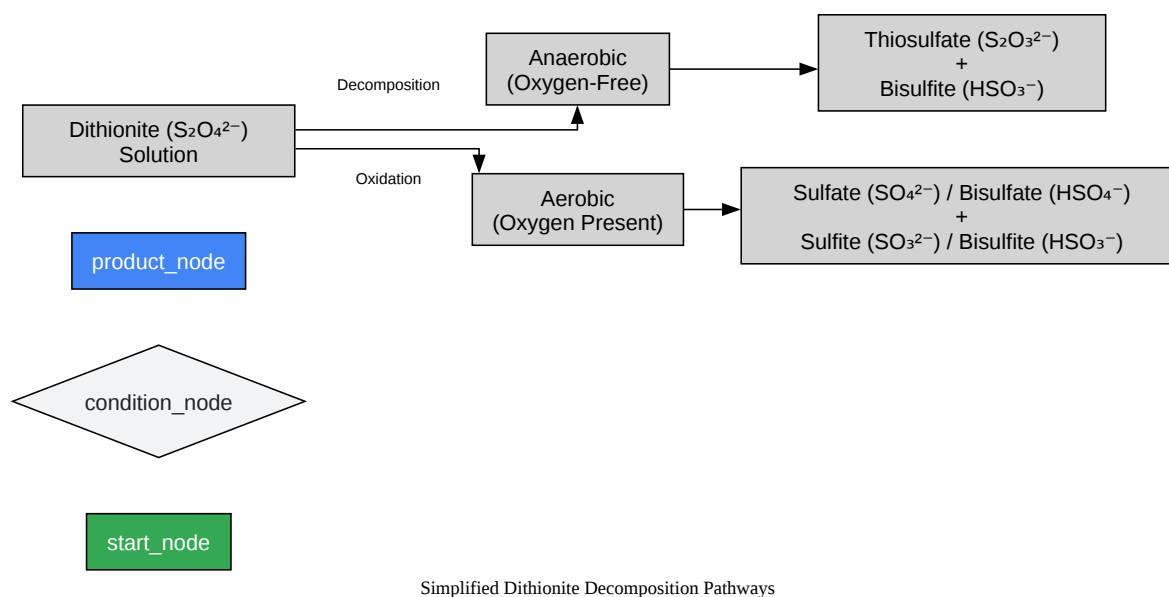 Dithionite (S₂O₄²⁻)
Solution
Decomposition
Oxidation
Anaerobic
(Oxygen-Free)
Aerobic
(Oxygen Present)
Thiosulfate (S₂O₃²⁻)
+
Bisulfite (HSO₃⁻)
Sulfate (SO₄²⁻) / Bisulfate (HSO₄⁻)
+
Sulfite (SO₃²⁻) / Bisulfite (HSO₃⁻)
product_node
condition_node
start_node
Simplified Dithionite Decomposition Pathways